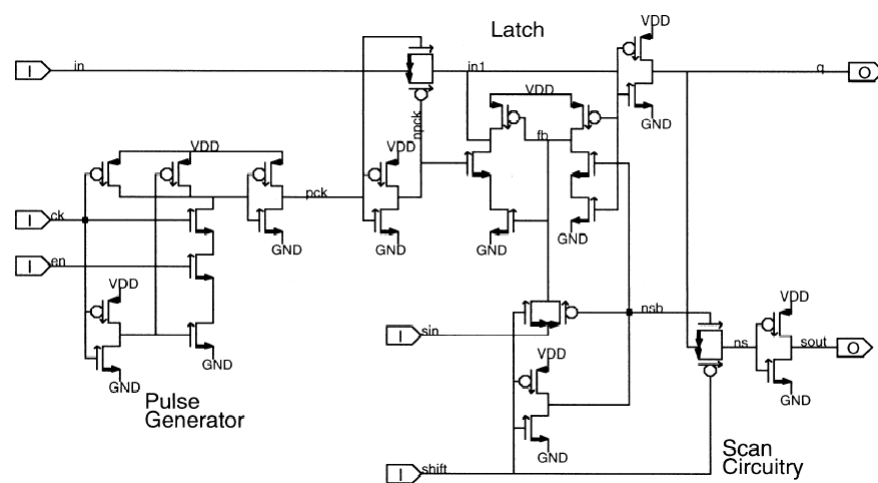 Latch
VDD
I
in
in1
q
O
VDD
GND
npck
fb
VDD
VDD
pck
I
ck
GND
GND
GND
GND
I
en
VDD
GND
GND
nsb
VDD
I
sin
ns
sout
O
VDD
GND
Pulse
Generator
GND
I
shift
Scan
Circuitry